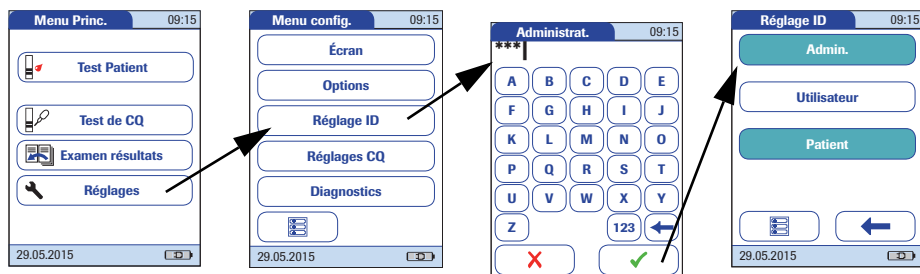 Menu Princ. 09:15
Test Patient
Test de CQ
Examen résultats
Réglages
29.05.2015
Menu config. 09:15
Écran
Options
Réglage ID
Réglages CQ
Diagnostics
29.05.2015
Administrat. 09:15
***
A B C D E
F G H I J
K L M N O
P Q R S T
U V W X Y
Z 123
Réglage ID 09:15
Admin.
Utilisateur
Patient
29.05.2015